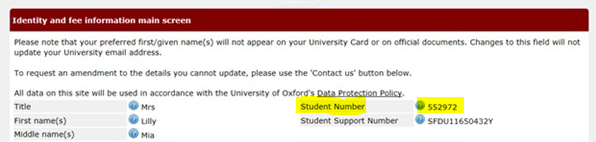 Identity and fee information main screen
Please note that your preferred first/given name(s) will not appear on your University Card or on official documents. Changes to this field will not
update your University email address.
To request an amendment to the details you cannot update, please use the 'Contact us' button below.
All data on this site will be used in accordance with the University of Oxford's Data Protection Policy.
Title Mrs Student Number 552972
First name(s) Lilly Student Support Number SFDU11650432Y
Middle name(s) Mia